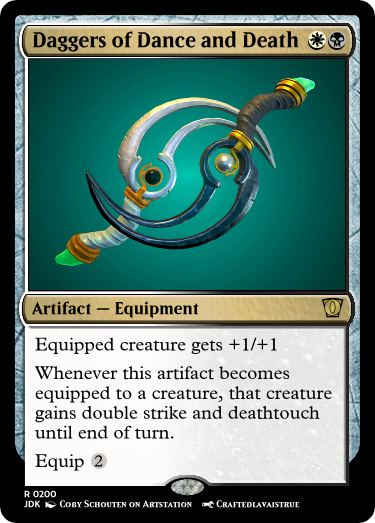 Daggers of Dance and Death
Artifact — Equipment
Equipped creature gets +1/+1
Whenever this artifact becomes
equipped to a creature, that creature
gains double strike and deathtouch
until end of turn.
Equip 2
R 0200
JDK Coby Schouten on Artstation Craftedlavaistrue